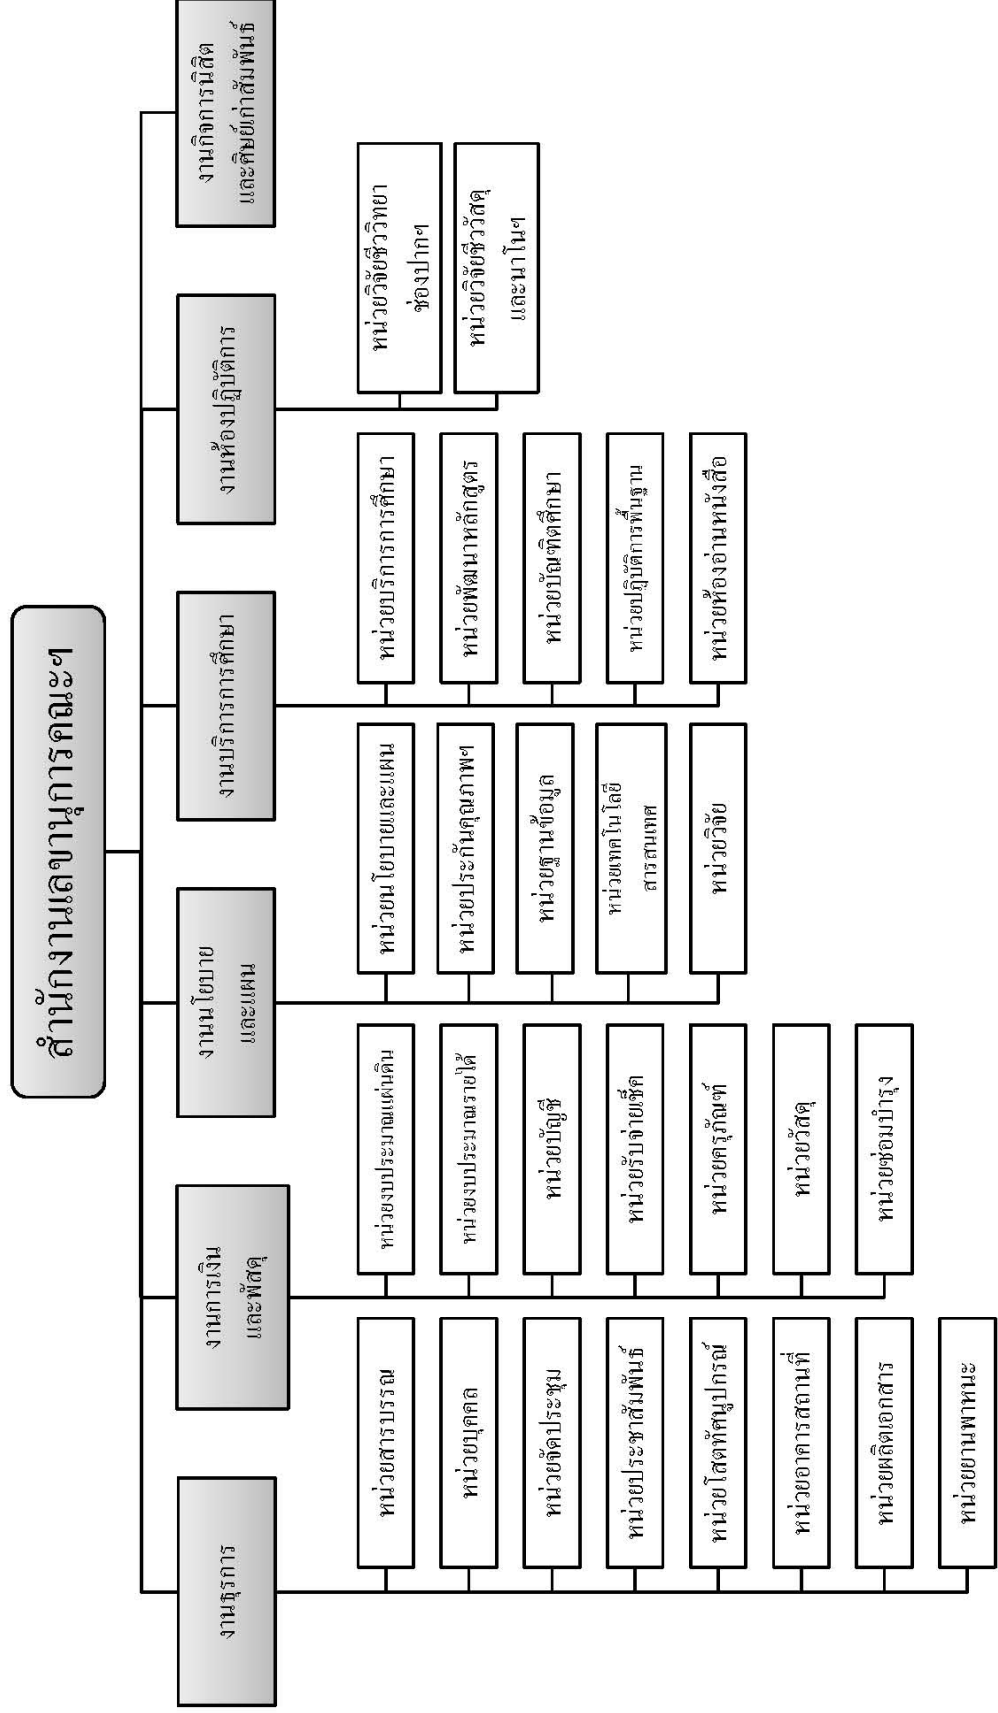 สำนักงานเลขานุการคณะฯ
งานธุรการ
หน่วยสารบรรณ
หน่วยบุคคล
หน่วยจัดประชุม
หน่วยประชาสัมพันธ์
หน่วยโสตทัศนูปกรณ์
หน่วยอาคารสถานที่
หน่วยผลิตเอกสาร
หน่วยยานพาหนะ
งานการเงิน
และพัสดุ
หน่วยงบประมาณแผ่นดิน
หน่วยงบประมาณรายได้
หน่วยบัญชี
หน่วยรับจ่ายเช็ค
หน่วยครุภัณฑ์
หน่วยวัสดุ
หน่วยซ่อมบำรุง
งานนโยบาย
และแผน
หน่วยนโยบายและแผน
หน่วยประกันคุณภาพฯ
หน่วยฐานข้อมูล
หน่วยเทคโนโลยี
สารสนเทศ
หน่วยวิจัย
งานบริการการศึกษา
หน่วยบริการการศึกษา
หน่วยพัฒนาหลักสูตร
หน่วยบัณฑิตศึกษา
หน่วยปฏิบัติการพื้นฐาน
หน่วยห้องอ่านหนังสือ
งานห้องปฏิบัติการ
หน่วยวิจัยชีววิทยา
ช่องปากฯ
หน่วยวิจัยชีววัสดุ
และนาโนฯ
งานกิจการนิสิต
และศิษย์เก่าสัมพันธ์